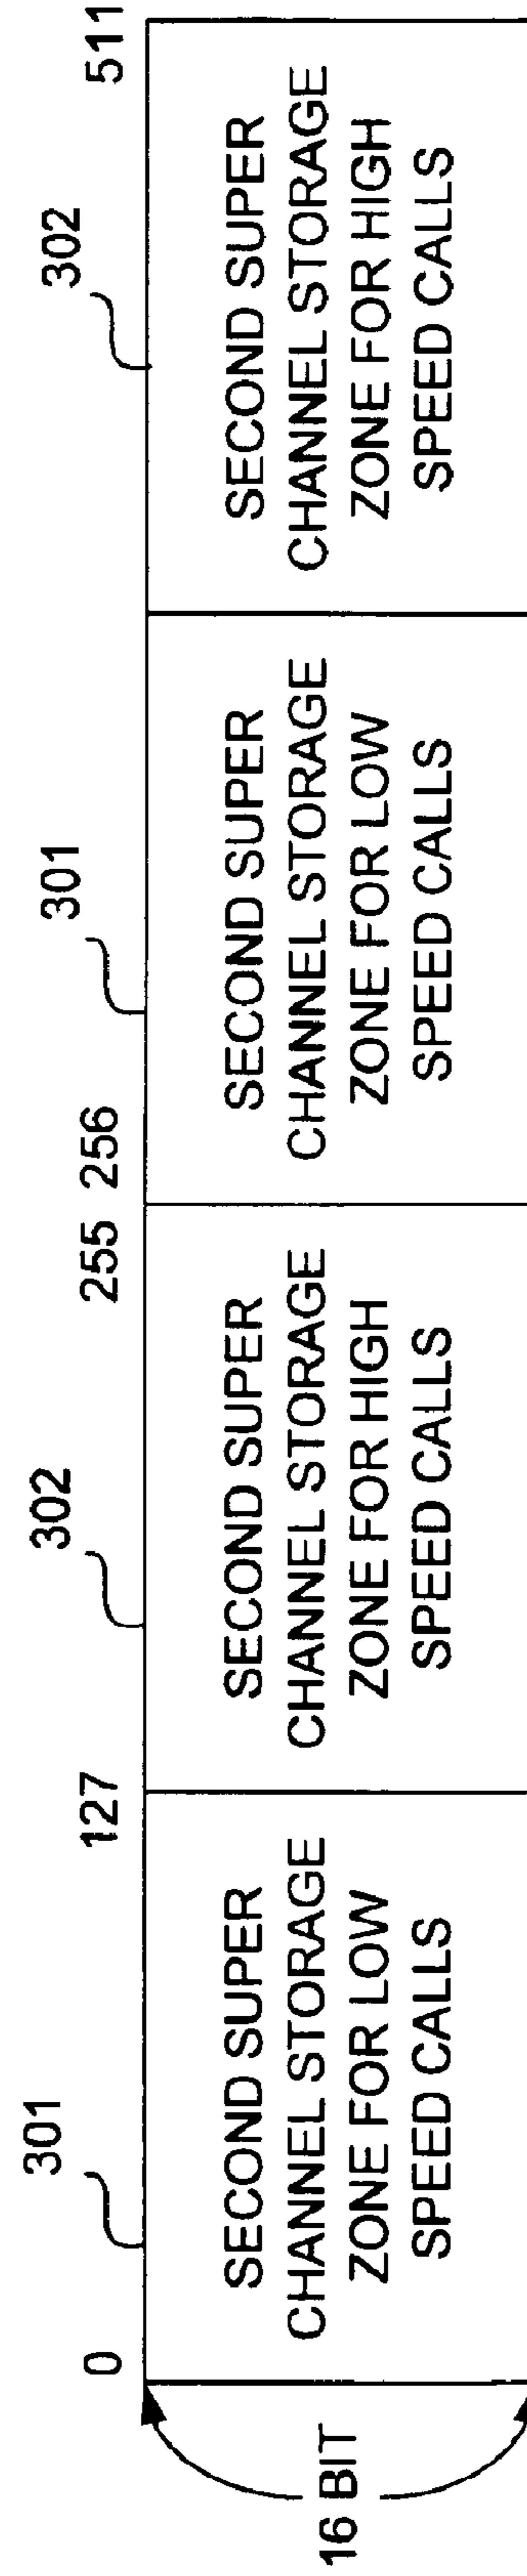 301
302
301
302
0
127
255
256
511
16 BIT
SECOND SUPER
CHANNEL STORAGE
ZONE FOR LOW
SPEED CALLS
SECOND SUPER
CHANNEL STORAGE
ZONE FOR HIGH
SPEED CALLS
SECOND SUPER
CHANNEL STORAGE
ZONE FOR LOW
SPEED CALLS
SECOND SUPER
CHANNEL STORAGE
ZONE FOR HIGH
SPEED CALLS